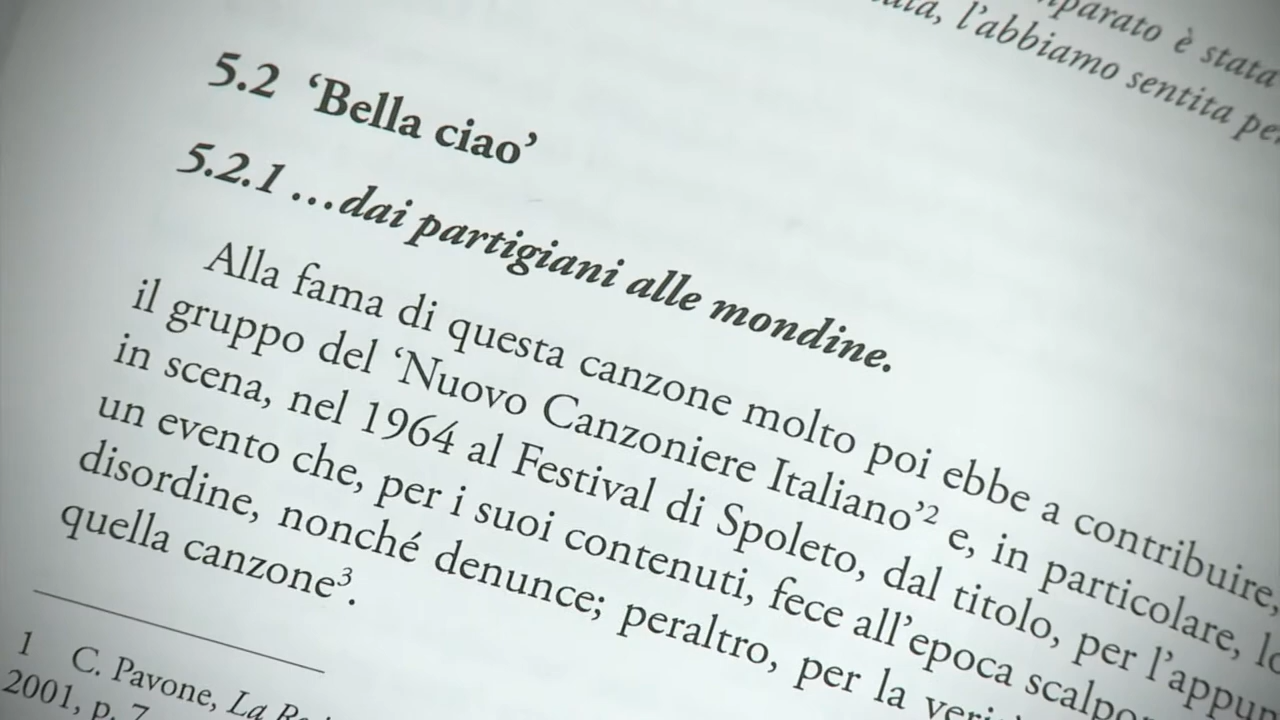 mparato è stata
l'abbiamo sentita per
5.2 ‘Bella ciao’
5.2.1 …dai partigiani alle mondine.
Alla fama di questa canzone molto poi ebbe a contribuire,
il gruppo del ‘Nuovo Canzoniere Italiano’² e, in particolare, lo
in scena, nel 1964 al Festival di Spoleto, dal titolo, per l’appun
un evento che, per i suoi contenuti, fece all’epoca scalpo
disordine, nonché denunce; peraltro, per la veri
quella canzone³.
1 C. Pavone, La Re
2001, p. 7